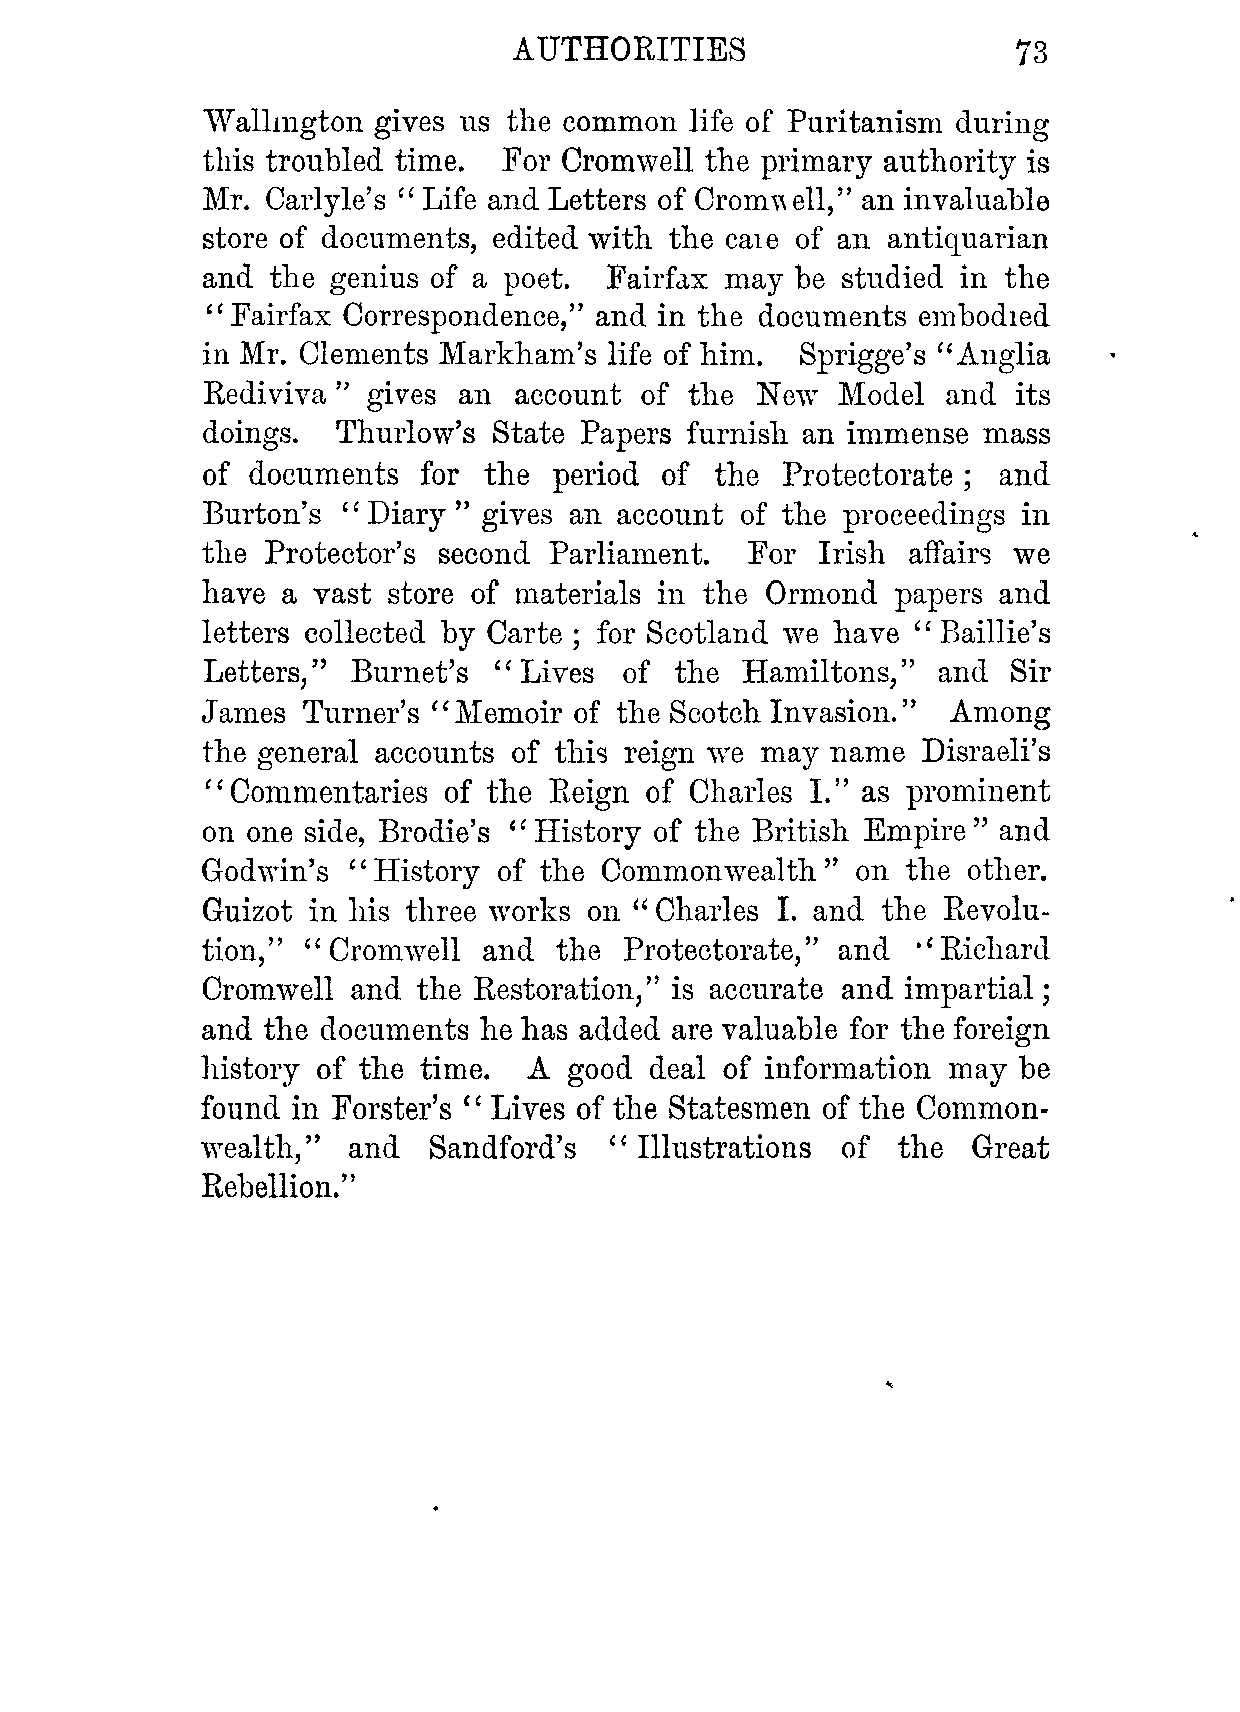 AUTHORITIES 73
Wallington gives us the common life of Puritanism during
this troubled time. For Cromwell the primary authority is
Mr. Carlyle's "Life and Letters of Cromwell," an invaluable
store of documents, edited with the care of an antiquarian
and the genius of a poet. Fairfax may be studied in the
"Fairfax Correspondence," and in the documents embodied
in Mr. Clements Markham's life of him. Sprigge's "Anglia
Rediviva" gives an account of the New Model and its
doings. Thurlow's State Papers furnish an immense mass
of documents for the period of the Protectorate; and
Burton's "Diary" gives an account of the proceedings in
the Protector's second Parliament. For Irish affairs we
have a vast store of materials in the Ormond papers and
letters collected by Carte; for Scotland we have "Baillie's
Letters," Burnet's "Lives of the Hamiltons," and Sir
James Turner's "Memoir of the Scotch Invasion." Among
the general accounts of this reign we may name Disraeli's
"Commentaries of the Reign of Charles I." as prominent
on one side, Brodie's "History of the British Empire" and
Godwin's "History of the Commonwealth" on the other.
Guizot in his three works on "Charles I. and the Revolu-
tion," "Cromwell and the Protectorate," and "Richard
Cromwell and the Restoration," is accurate and impartial;
and the documents he has added are valuable for the foreign
history of the time. A good deal of information may be
found in Forster's "Lives of the Statesmen of the Common-
wealth," and Sandford's "Illustrations of the Great
Rebellion."